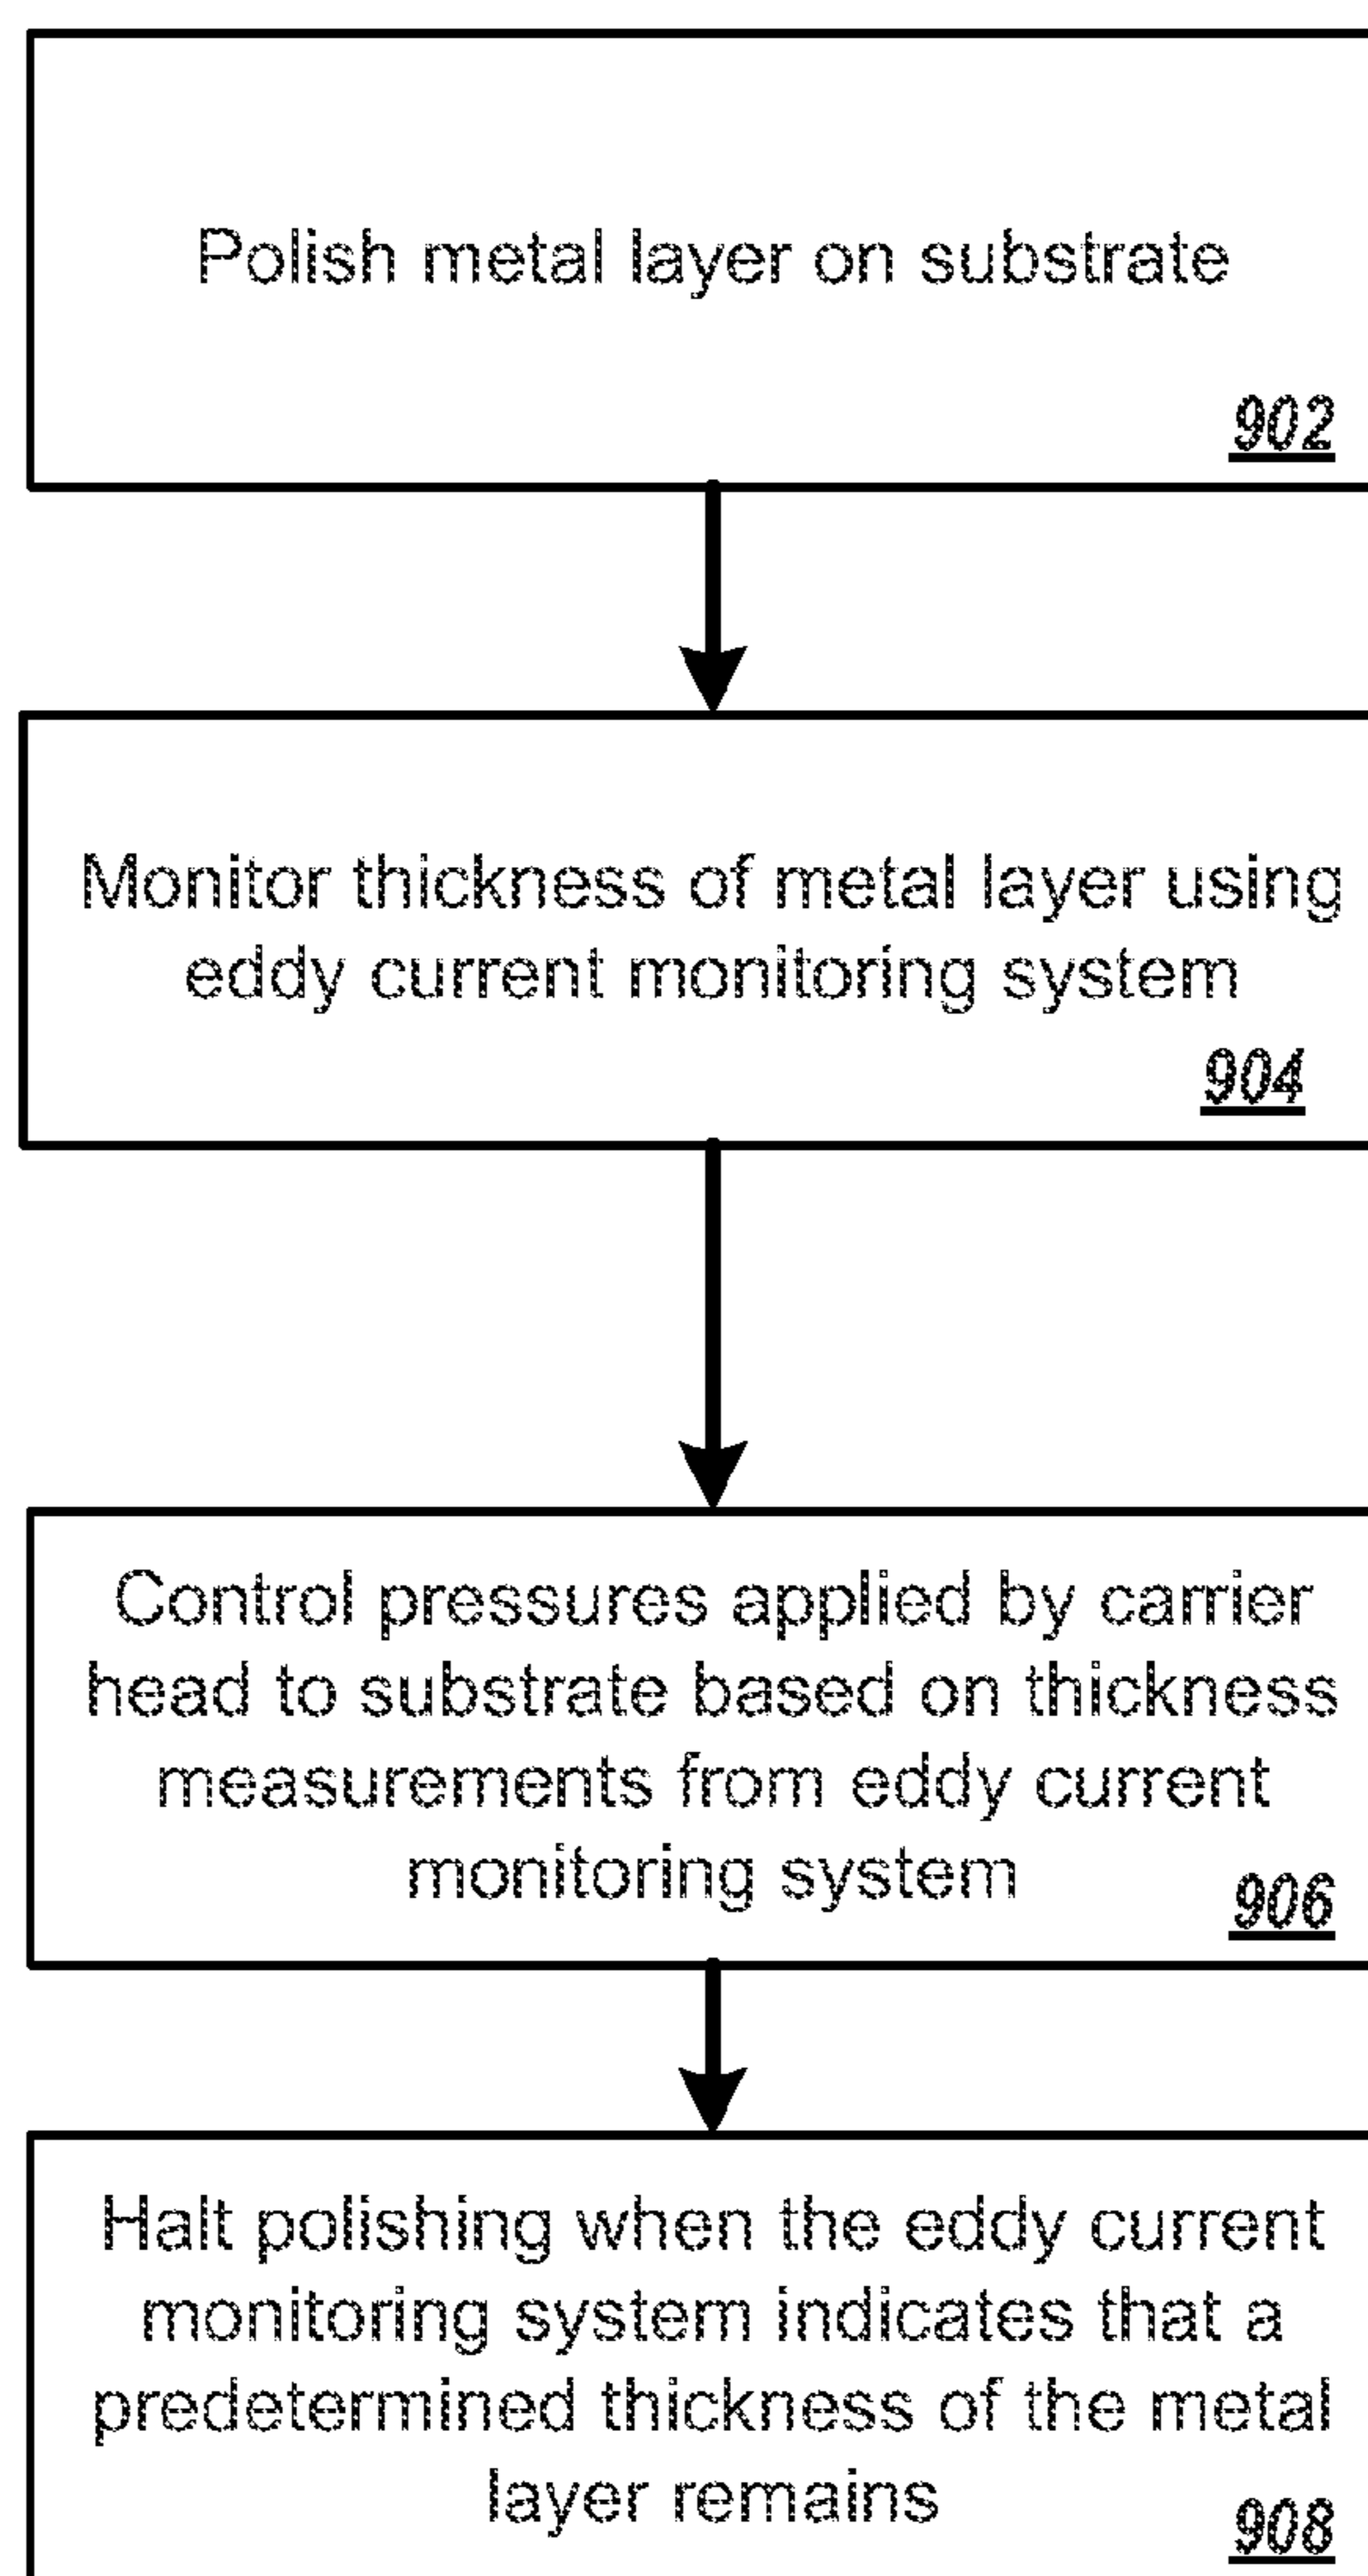 Polish metal layer on substrate
902
Monitor thickness of metal layer using
eddy current monitoring system
904
Control pressures applied by carrier
head to substrate based on thickness
measurements from eddy current
monitoring system
906
Halt polishing when the eddy current
monitoring system indicates that a
predetermined thickness of the metal
layer remains
908